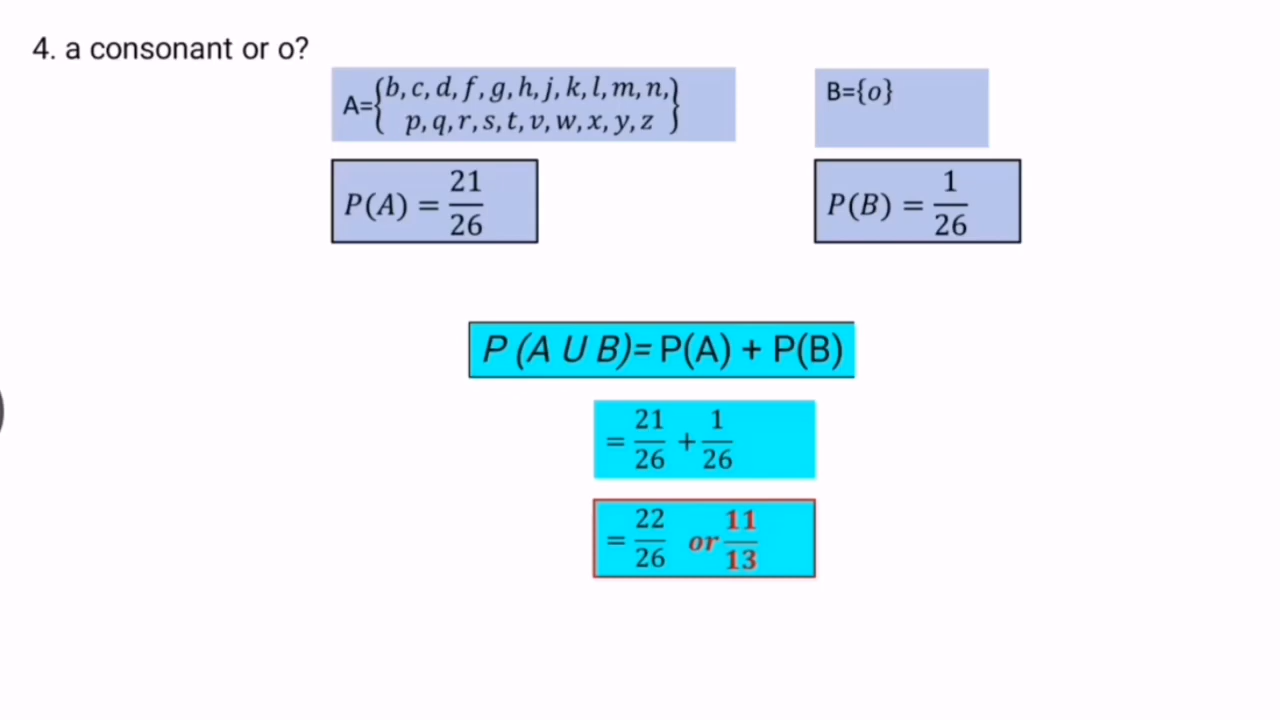 4. a consonant or o?
A={b, c, d, f, g, h, j, k, l, m, n,
p, q, r, s, t, v, w, x, y, z}
B={o}
P(A) = 21/26
P(B) = 1/26
P (A U B)= P(A) + P(B)
= 21/26 + 1/26
= 22/26 or 11/13